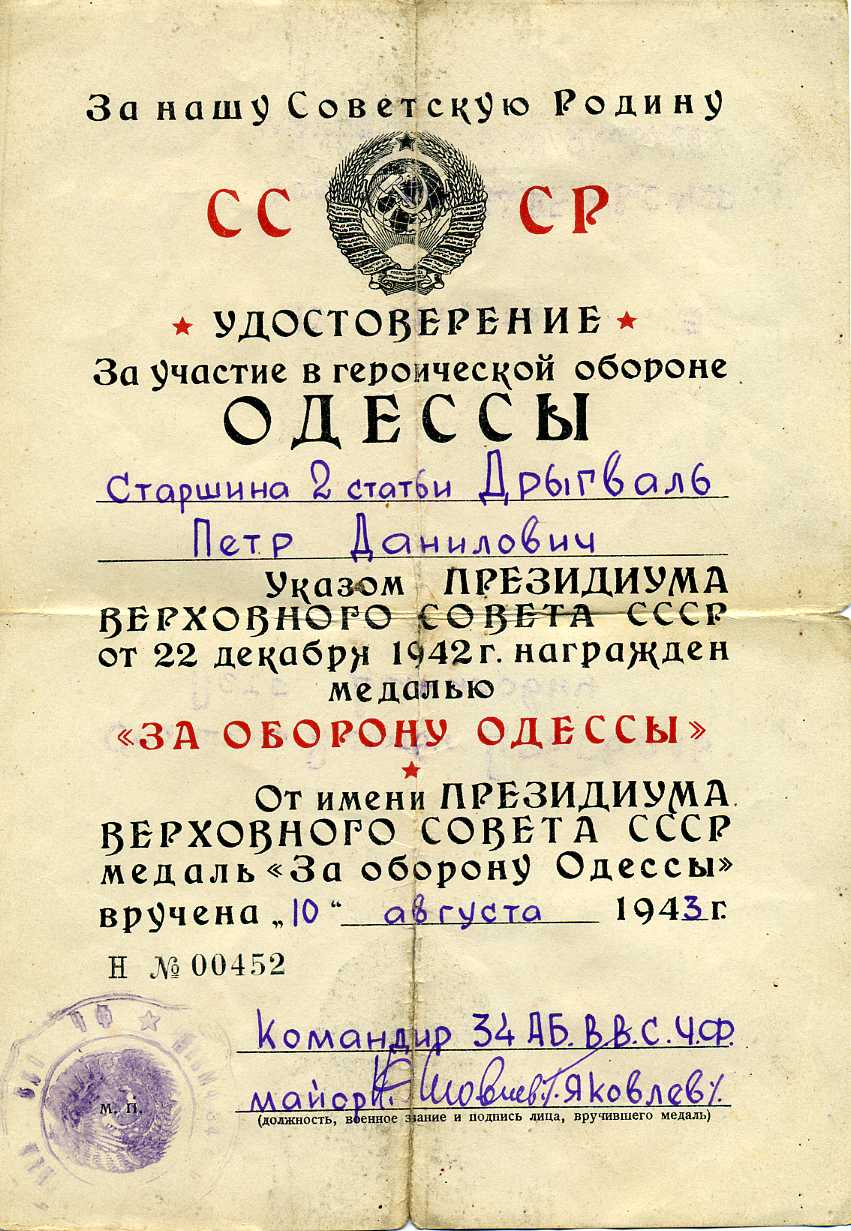 За нашу Советскую Родину
СС СР
УДОСТОВЕРЕНИЕ
За участие в героической обороне
ОДЕССЫ
Старшина 2 статьи Дрыгваль
Петр Данилович
Указом ПРЕЗИДИУМА
ВЕРХОВНОГО СОВЕТА СССР
от 22 декабря 1942 г. награжден
медалью
«ЗА ОБОРОНУ ОДЕССЫ»
От имени ПРЕЗИДИУМА
ВЕРХОВНОГО СОВЕТА СССР
медаль «За оборону Одессы»
вручена „10“ августа 1943 г.
Н № 00452
Командир 34 АБ. В.В.С.Ч.Ф.
майор Яковлев
М. П.
(должность, военное звание и подпись лица, вручившего медаль)